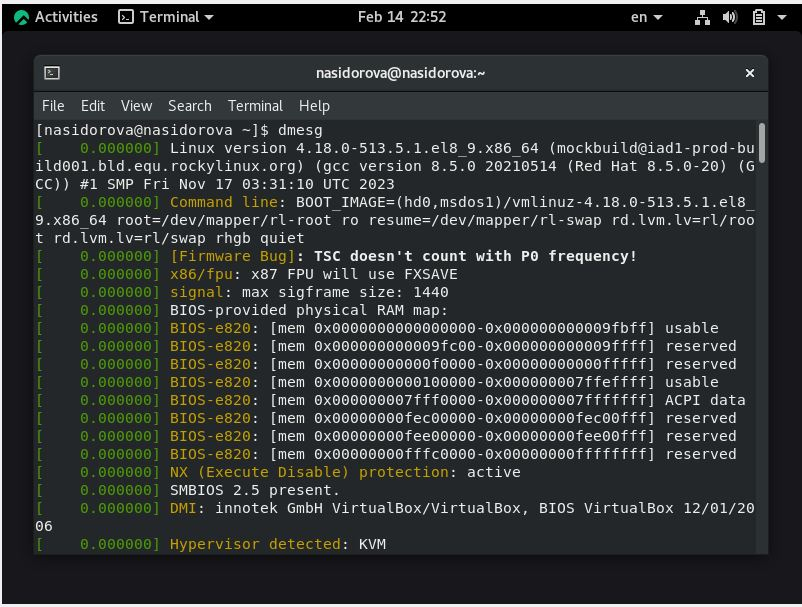 Activities Terminal Feb 14 22:52 en
nasidorova@nasidorova:~
File Edit View Search Terminal Help
[nasidorova@nasidorova ~]$ dmesg
[    0.000000] Linux version 4.18.0-513.5.1.el8_9.x86_64 (mockbuild@iad1-prod-bu
ild001.bld.equ.rockylinux.org) (gcc version 8.5.0 20210514 (Red Hat 8.5.0-20) (G
CC)) #1 SMP Fri Nov 17 03:31:10 UTC 2023
[    0.000000] Command line: BOOT_IMAGE=(hd0,msdos1)/vmlinuz-4.18.0-513.5.1.el8_
9.x86_64 root=/dev/mapper/rl-root ro resume=/dev/mapper/rl-swap rd.lvm.lv=rl/roo
t rd.lvm.lv=rl/swap rhgb quiet
[    0.000000] [Firmware Bug]: TSC doesn't count with P0 frequency!
[    0.000000] x86/fpu: x87 FPU will use FXSAVE
[    0.000000] signal: max sigframe size: 1440
[    0.000000] BIOS-provided physical RAM map:
[    0.000000] BIOS-e820: [mem 0x0000000000000000-0x000000000009fbff] usable
[    0.000000] BIOS-e820: [mem 0x000000000009fc00-0x000000000009ffff] reserved
[    0.000000] BIOS-e820: [mem 0x00000000000f0000-0x00000000000fffff] reserved
[    0.000000] BIOS-e820: [mem 0x0000000000100000-0x000000007ffeffff] usable
[    0.000000] BIOS-e820: [mem 0x000000007fff0000-0x000000007fffffff] ACPI data
[    0.000000] BIOS-e820: [mem 0x00000000fec00000-0x00000000fec00fff] reserved
[    0.000000] BIOS-e820: [mem 0x00000000fee00000-0x00000000fee00fff] reserved
[    0.000000] BIOS-e820: [mem 0x00000000fffc0000-0x00000000ffffffff] reserved
[    0.000000] NX (Execute Disable) protection: active
[    0.000000] SMBIOS 2.5 present.
[    0.000000] DMI: innotek GmbH VirtualBox/VirtualBox, BIOS VirtualBox 12/01/20
06
[    0.000000] Hypervisor detected: KVM